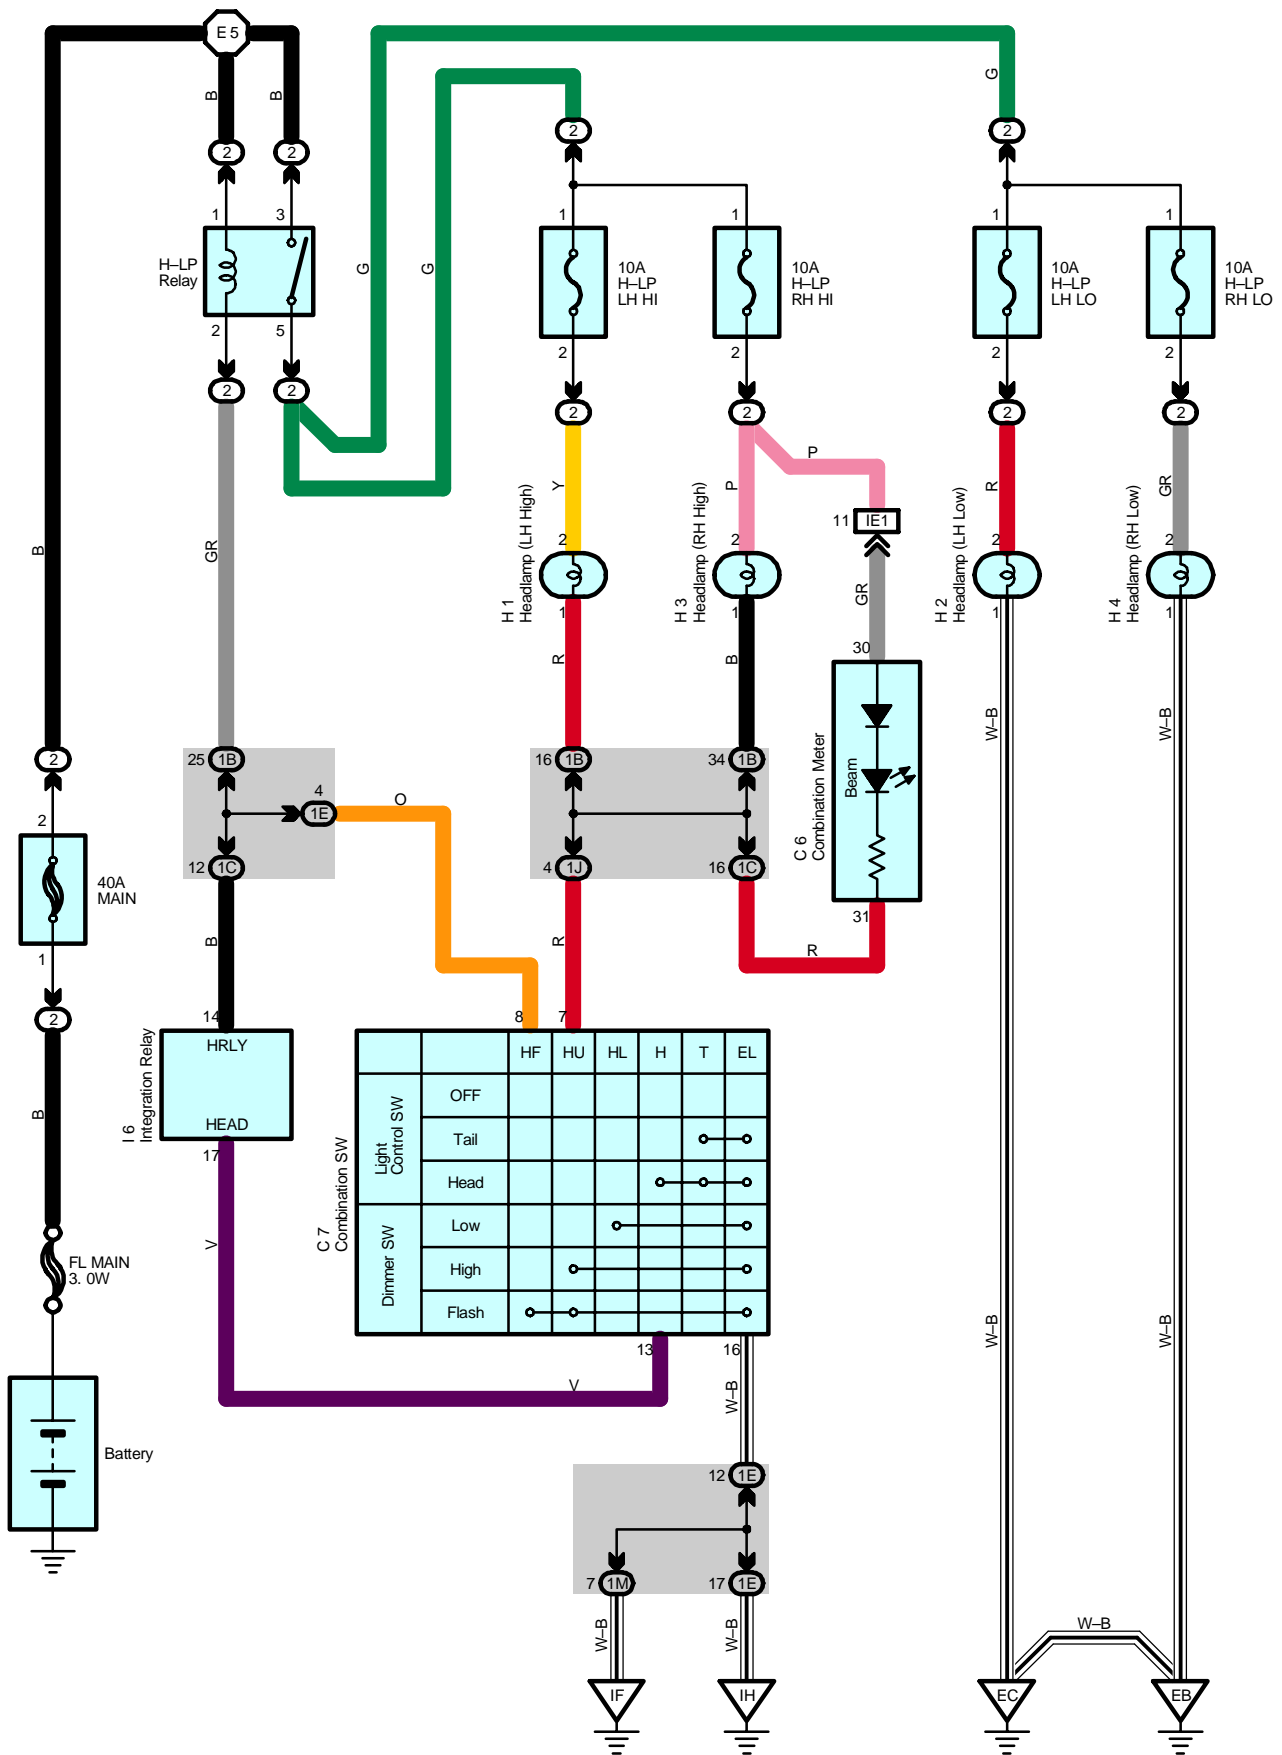 E 5
B
B
G
2
2
2
2
1
3
H–LP
Relay
2
5
2
2
G
G
1
10A
H–LP
LH HI
2
2
1
10A
H–LP
RH HI
2
2
1
10A
H–LP
LH LO
2
2
1
10A
H–LP
RH LO
2
2
B
GR
Y
P
P
R
GR
11
IE1
2
H 1
Headlamp (LH High)
1
2
H 3
Headlamp (RH High)
1
2
H 2
Headlamp (LH Low)
1
2
H 4
Headlamp (RH Low)
1
GR
30
R
B
W–B
W–B
2
25
1B
16
1B
34
1B
4
1E
O
12
1C
4
1J
16
1C
C 6
Combination Meter
Beam
31
2
40A
MAIN
1
2
B
R
R
14
8
7
I 6
Integration Relay
HRLY
HEAD
17
B
C 7
Combination SW
HF
HU
HL
H
T
EL
Light
Control SW
OFF
Tail
Head
Dimmer SW
Low
High
Flash
V
FL MAIN
3. 0W
13
16
V
W–B
W–B
W–B
Battery
12
1E
7
1M
17
1E
W–B
W–B
W–B
IF
IH
EC
EB